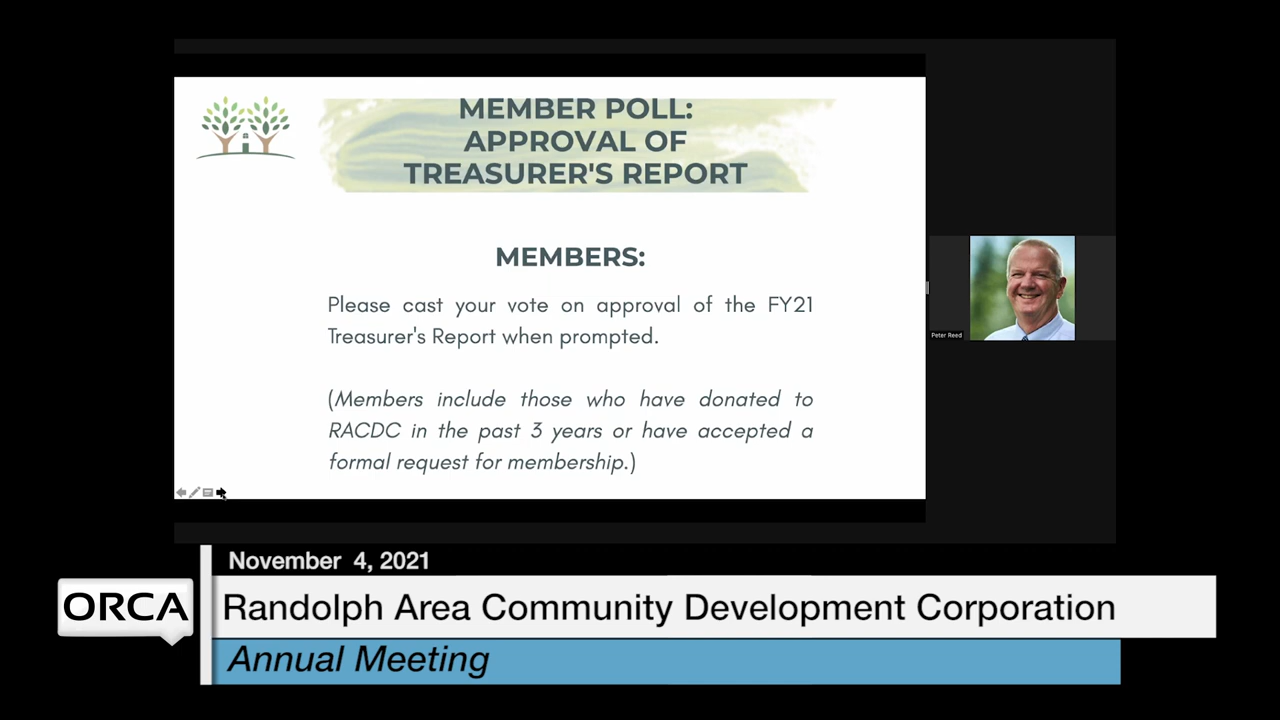 MEMBER POLL:
APPROVAL OF
TREASURER'S REPORT
MEMBERS:
Please cast your vote on approval of the FY21
Treasurer's Report when prompted.
(Members include those who have donated to
RACDC in the past 3 years or have accepted a
formal request for membership.)
Peter Reed
November 4, 2021
ORCA
Randolph Area Community Development Corporation
Annual Meeting